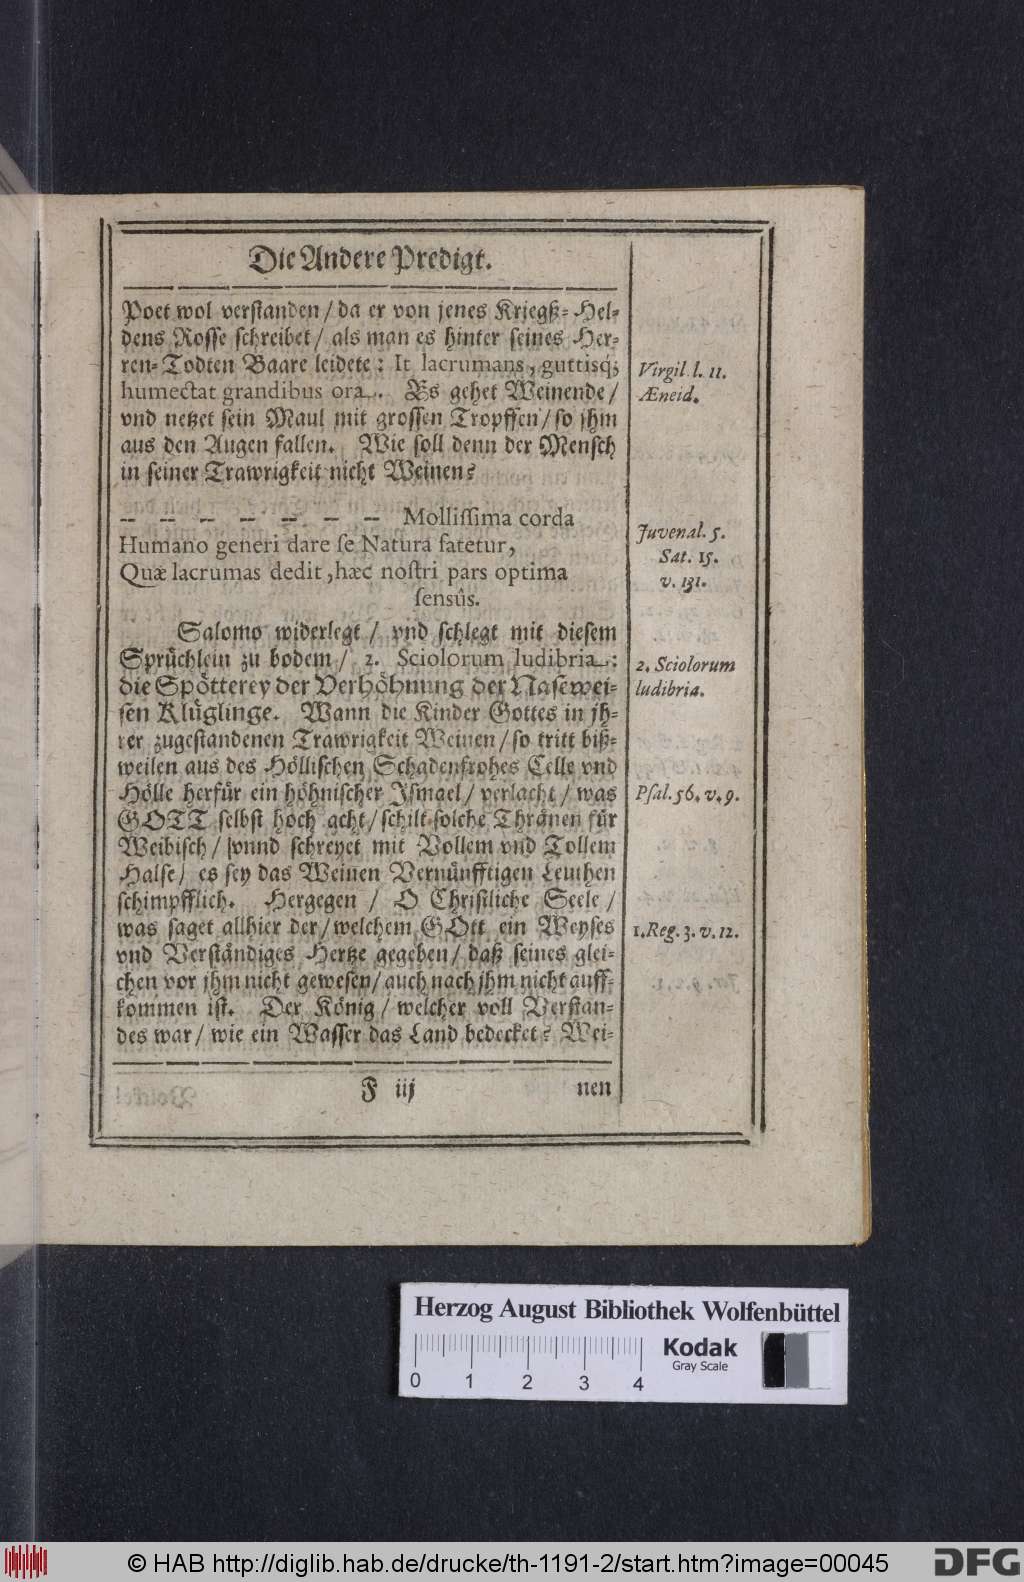 Die Andere Predigt.
Poet wol verstanden / da er von jenes Kriegß-Hel-
dens Rosse schreibet / als man es hinter seines Her-
ren-Todten Baare leidete: It lacrumans, guttisq́;
humectat grandibus ora. Es gehet Weinende /
vnd netzet sein Maul mit grossen Tropffen / so jhm
aus den Augen fallen. Wie soll denn der Mensch
in seiner Trawrigkeit nicht Weinen?
-- -- -- -- -- -- -- Mollissima corda
Humano generi dare se Natura fatetur,
Quæ lacrumas dedit, hæc nostri pars optima
sensûs.
Salomo widerlegt / vnd schlegt mit diesem
Sprüchlein zu bodem / 2. Sciolorum ludibria:
die Spötterey der Verhöhnung der Nasewei-
sen Klüglinge. Wann die Kinder Gottes in jh-
rer zugestandenen Trawrigkeit Weinen / so tritt biß-
weilen aus des Höllischen Schadenfrohes Celle vnd
Hölle herfür ein höhnischer Ismael / verlacht / was
GOTT selbst hoch acht / schilt solche Thränen für
Weibisch / vnnd schreyet mit Vollem vnd Tollem
Halse / es sey das Weinen Vernünfftigen Leuthen
schimpfflich. Hergegen / O Christliche Seele /
was saget allhier der / welchem GOtt ein Weyses
vnd Verständiges Hertze gegeben / daß seines glei-
chen vor jhm nicht gewesen / auch nach jhm nicht auff-
kommen ist. Der König / welcher voll Verstan-
des war / wie ein Wasser das Land bedecket? Wei-
F iij
nen
Virgil l. 11.
Æneid.
Juvenal. 5.
Sat. 15.
v. 131.
2. Sciolorum
ludibria.
Psal. 56. v. 9.
1. Reg. 3. v. 12.
Herzog August Bibliothek Wolfenbüttel
0 1 2 3 4
Kodak
Gray Scale
© HAB http://diglib.hab.de/drucke/th-1191-2/start.htm?image=00045
DFG